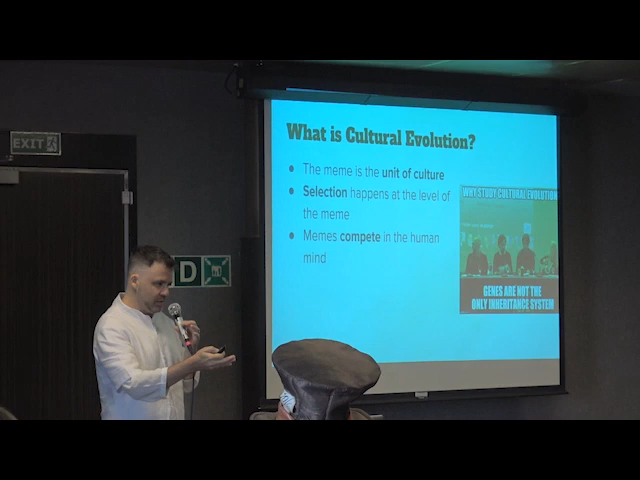 EXIT
D
What is Cultural Evolution?
● The meme is the unit of culture
● Selection happens at the level of
the meme
● Memes compete in the human
mind
WHY STUDY CULTURAL EVOLUTION
GENES ARE NOT THE
ONLY INHERITANCE SYSTEM